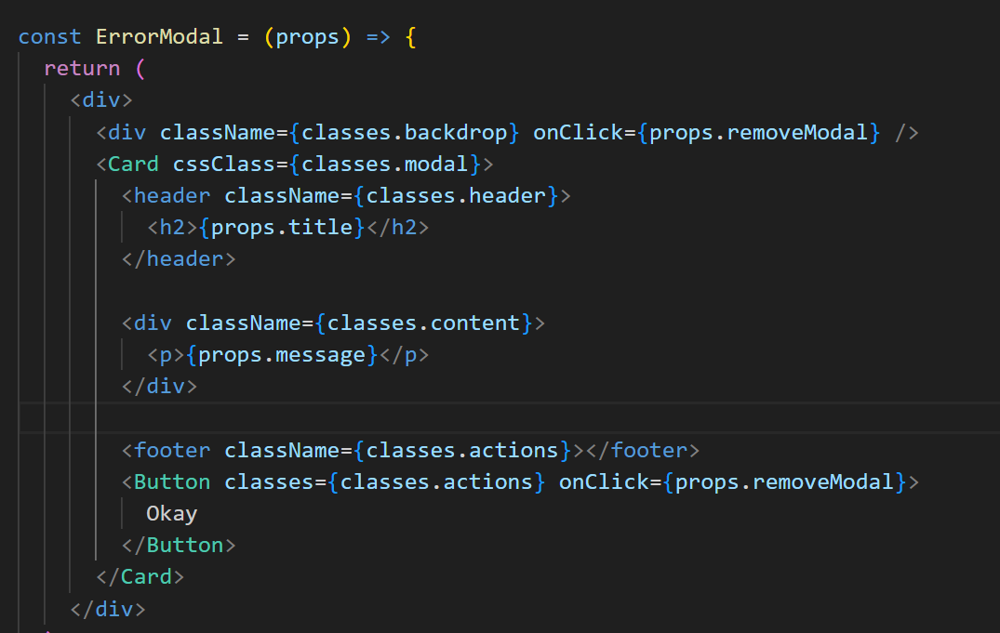 const ErrorModal = (props) => {
  return (
    <div>
      <div className={classes.backdrop} onClick={props.removeModal} />
      <Card cssClass={classes.modal}>
        <header className={classes.header}>
          <h2>{props.title}</h2>
        </header>

        <div className={classes.content}>
          <p>{props.message}</p>
        </div>

        <footer className={classes.actions}></footer>
        <Button classes={classes.actions} onClick={props.removeModal}>
          Okay
        </Button>
      </Card>
    </div>